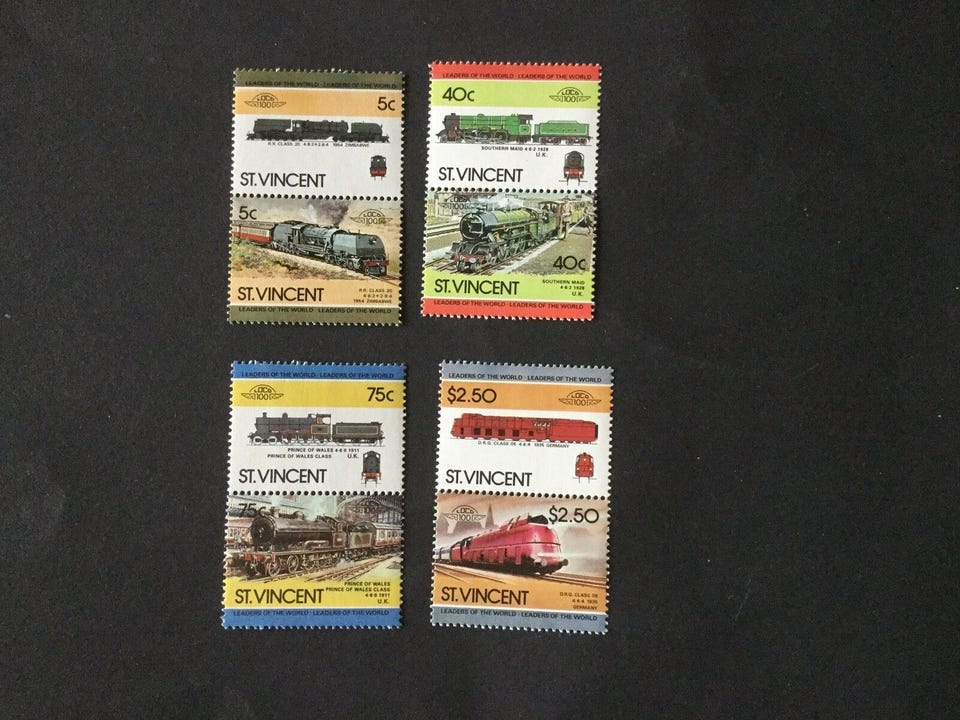 LEADERS OF THE WORLD · LEADERS OF THE WORLD
LOCO
100
5c
R.R. CLASS 20 4-8-2+2-8-4 1954 ZIMBABWE
ST.VINCENT
5c
LOCO
100
ST.VINCENT
R.R. CLASS 20
4-8-2+2-8-4
1954 ZIMBABWE
LEADERS OF THE WORLD · LEADERS OF THE WORLD
LEADERS OF THE WORLD · LEADERS OF THE WORLD
40c
LOCO
100
SOUTHERN MAID 4-8-2 1928
U.K.
ST.VINCENT
LOCO
100
40c
ST.VINCENT
SOUTHERN MAID
4-8-2 1928
U.K.
LEADERS OF THE WORLD · LEADERS OF THE WORLD
LEADERS OF THE WORLD · LEADERS OF THE WORLD
LOCO
100
75c
PRINCE OF WALES 4-6-0 1911
PRINCE OF WALES CLASS U.K.
ST.VINCENT
75c
LOCO
100
PRINCE OF WALES
PRINCE OF WALES CLASS
4-6-0 1911
U.K.
ST.VINCENT
LEADERS OF THE WORLD · LEADERS OF THE WORLD
LEADERS OF THE WORLD · LEADERS OF THE WORLD
$2.50
LOCO
100
D.R.G. CLASS 05 4-6-4 1935 GERMANY
ST.VINCENT
LOCO
100
$2.50
ST.VINCENT
D.R.G. CLASS 05
4-6-4 1935
GERMANY
LEADERS OF THE WORLD · LEADERS OF THE WORLD